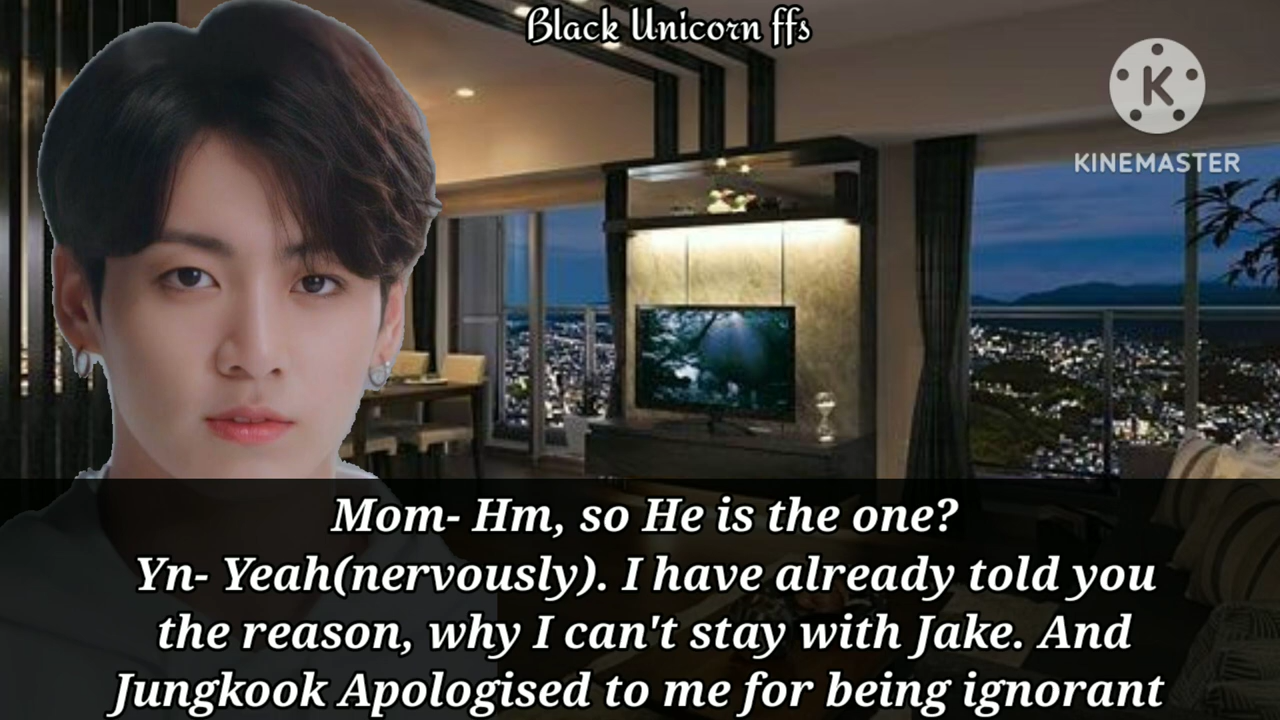 Black Unicorn ffs
K
KINEMASTER
Mom- Hm, so He is the one?
Yn- Yeah(nervously). I have already told you
the reason, why I can't stay with Jake. And
Jungkook Apologised to me for being ignorant